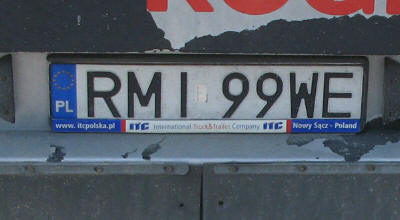 RMI 99WE
PL
www.itcpolska.pl ITC International Truck&Trailer Company ITC Nowy Sącz - Poland